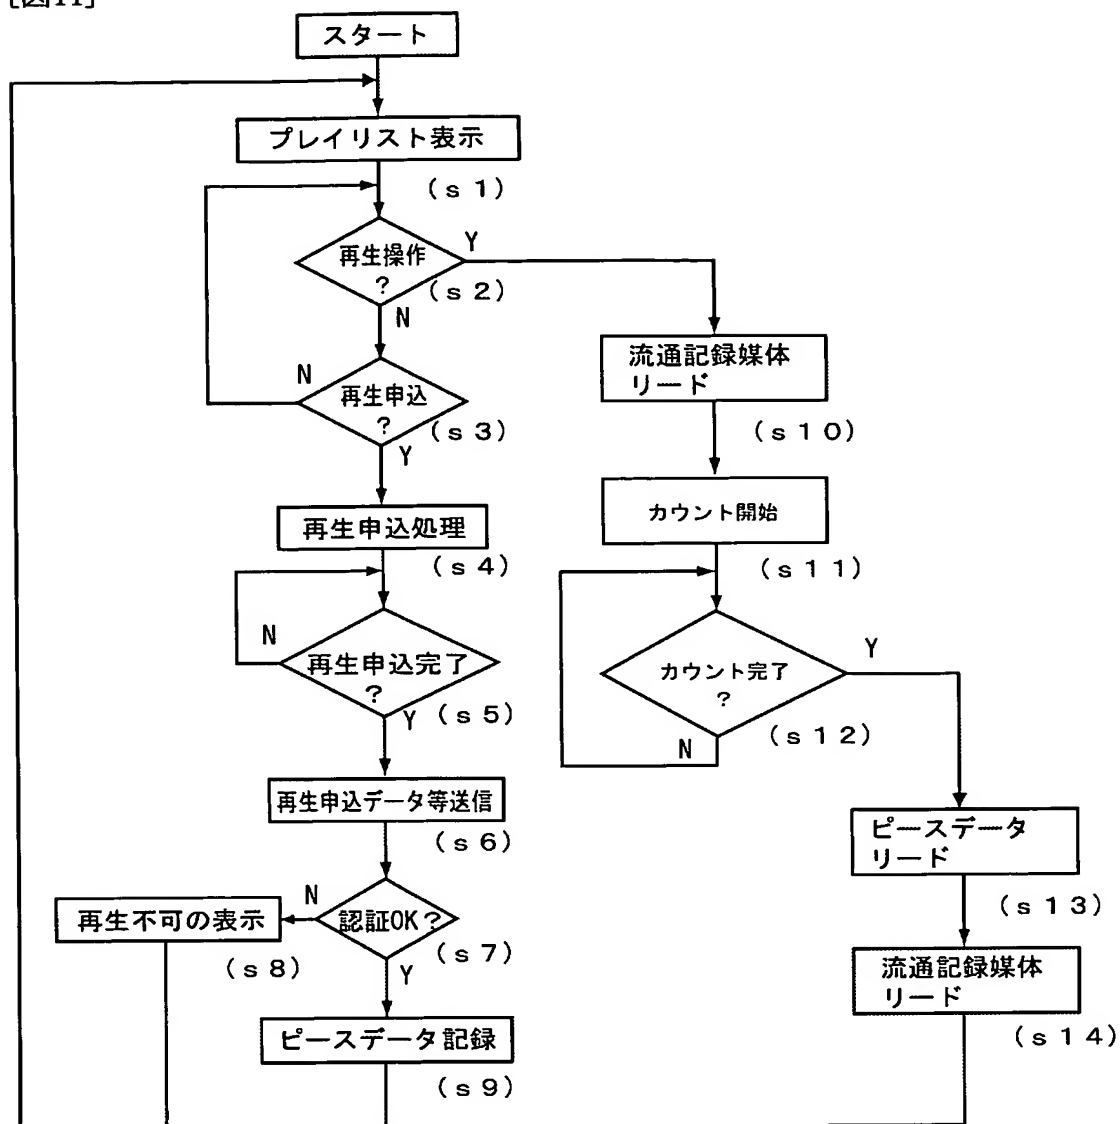 [図11]
スタート
プレイリスト表示
(s1)
再生操作
?
(s2)
Y
N
再生申込
?
(s3)
N
Y
再生申込処理
(s4)
再生申込完了
?
(s5)
N
Y
再生申込データ等送信
(s6)
認証OK?
(s7)
N
Y
再生不可の表示
(s8)
ピースデータ記録
(s9)
流通記録媒体
リード
(s10)
カウント開始
(s11)
カウント完了
?
(s12)
Y
N
ピースデータ
リード
(s13)
流通記録媒体
リード
(s14)